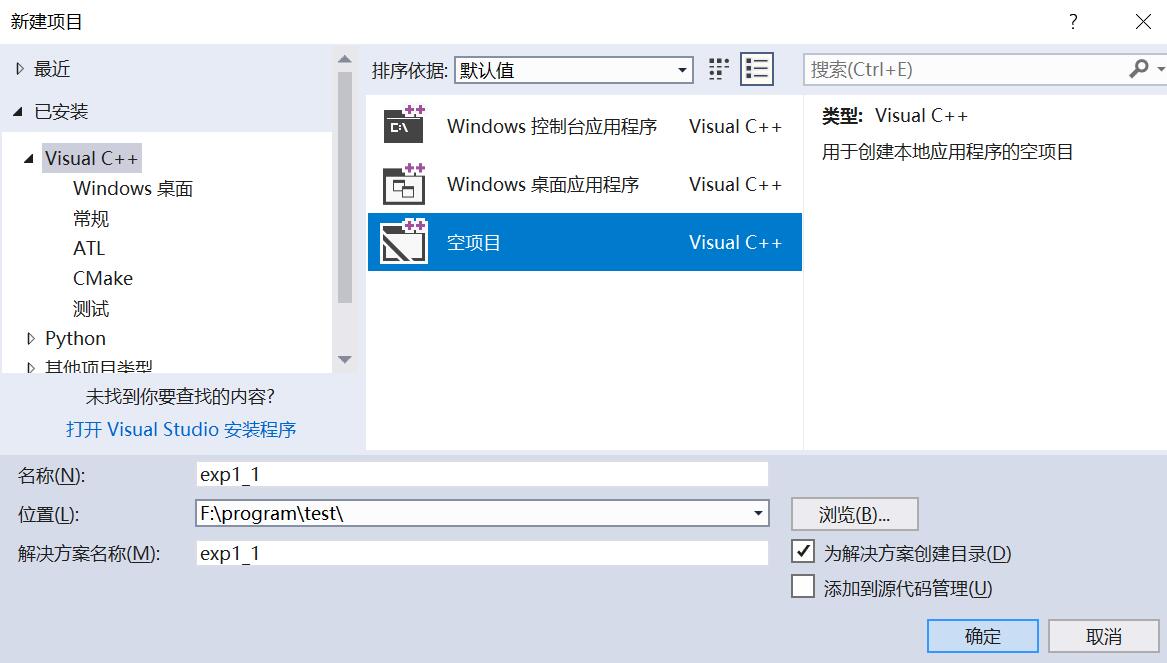 新建项目
?
最近
已安装
Visual C++
Windows 桌面
常规
ATL
CMake
测试
Python
其他项目类型
未找到你要查找的内容?
打开 Visual Studio 安装程序
排序依据: 默认值
搜索(Ctrl+E)
C:\ Windows 控制台应用程序 Visual C++
Windows 桌面应用程序 Visual C++
空项目 Visual C++
类型: Visual C++
用于创建本地应用程序的空项目
名称(N): exp1_1
位置(L): F:\program\test\ 浏览(B)...
解决方案名称(M): exp1_1 为解决方案创建目录(D)
添加到源代码管理(U)
确定 取消